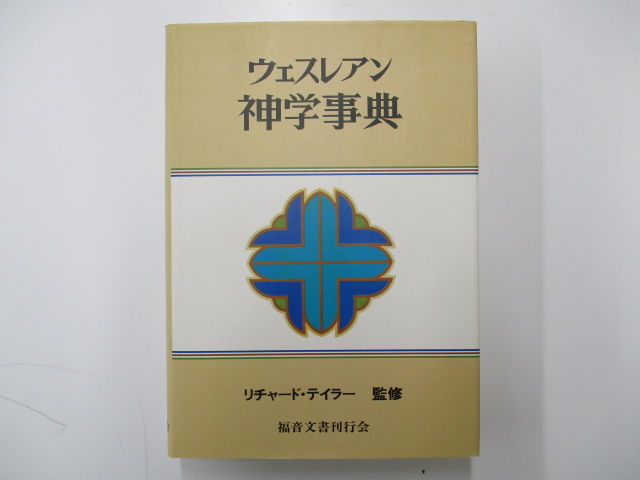 ウェスレアン
神学事典
リチャード・テイラー 監修
福音文書刊行会